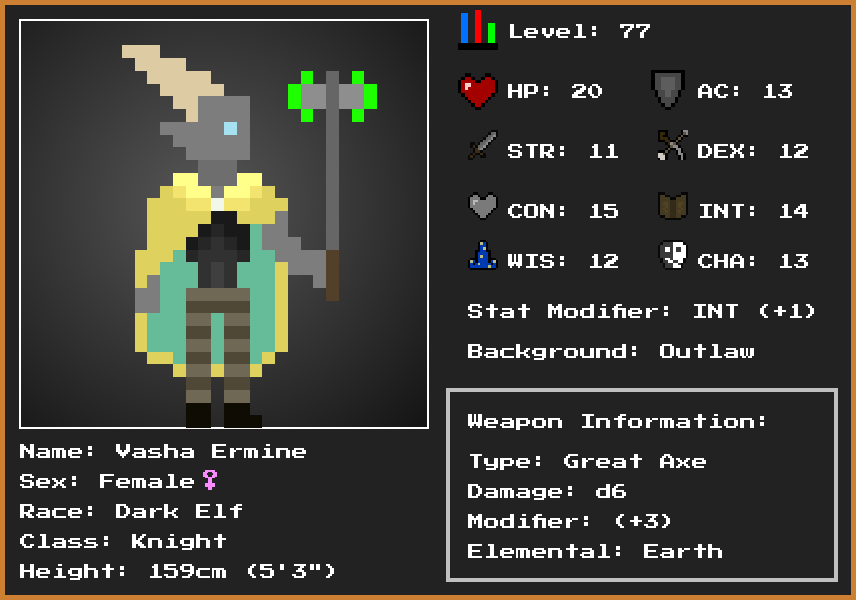 Level: 77
HP: 20 AC: 13
STR: 11 DEX: 12
CON: 15 INT: 14
WIS: 12 CHA: 13
Stat Modifier: INT (+1)
Background: Outlaw
Weapon Information:
Type: Great Axe
Damage: d6
Modifier: (+3)
Elemental: Earth
Name: Vasha Ermine
Sex: Female♀
Race: Dark Elf
Class: Knight
Height: 159cm (5'3")